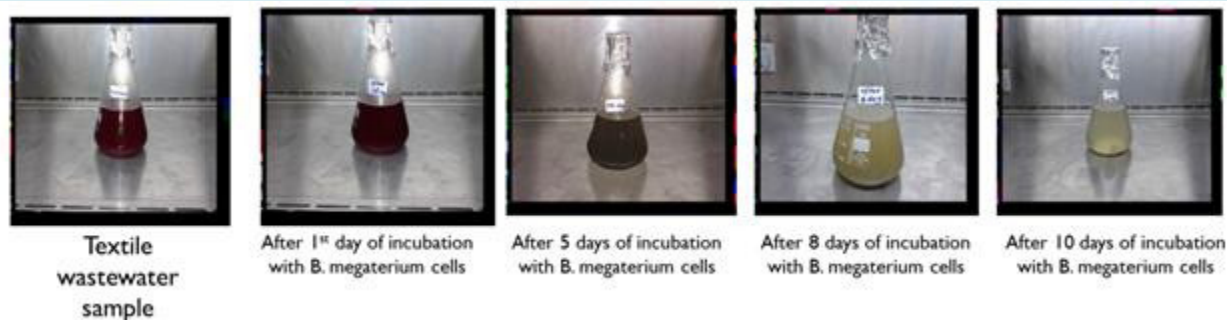 Textile
wastewater
sample
After 1st day of incubation
with B. megaterium cells
After 5 days of incubation
with B. megaterium cells
After 8 days of incubation
with B. megaterium cells
After 10 days of incubation
with B. megaterium cells